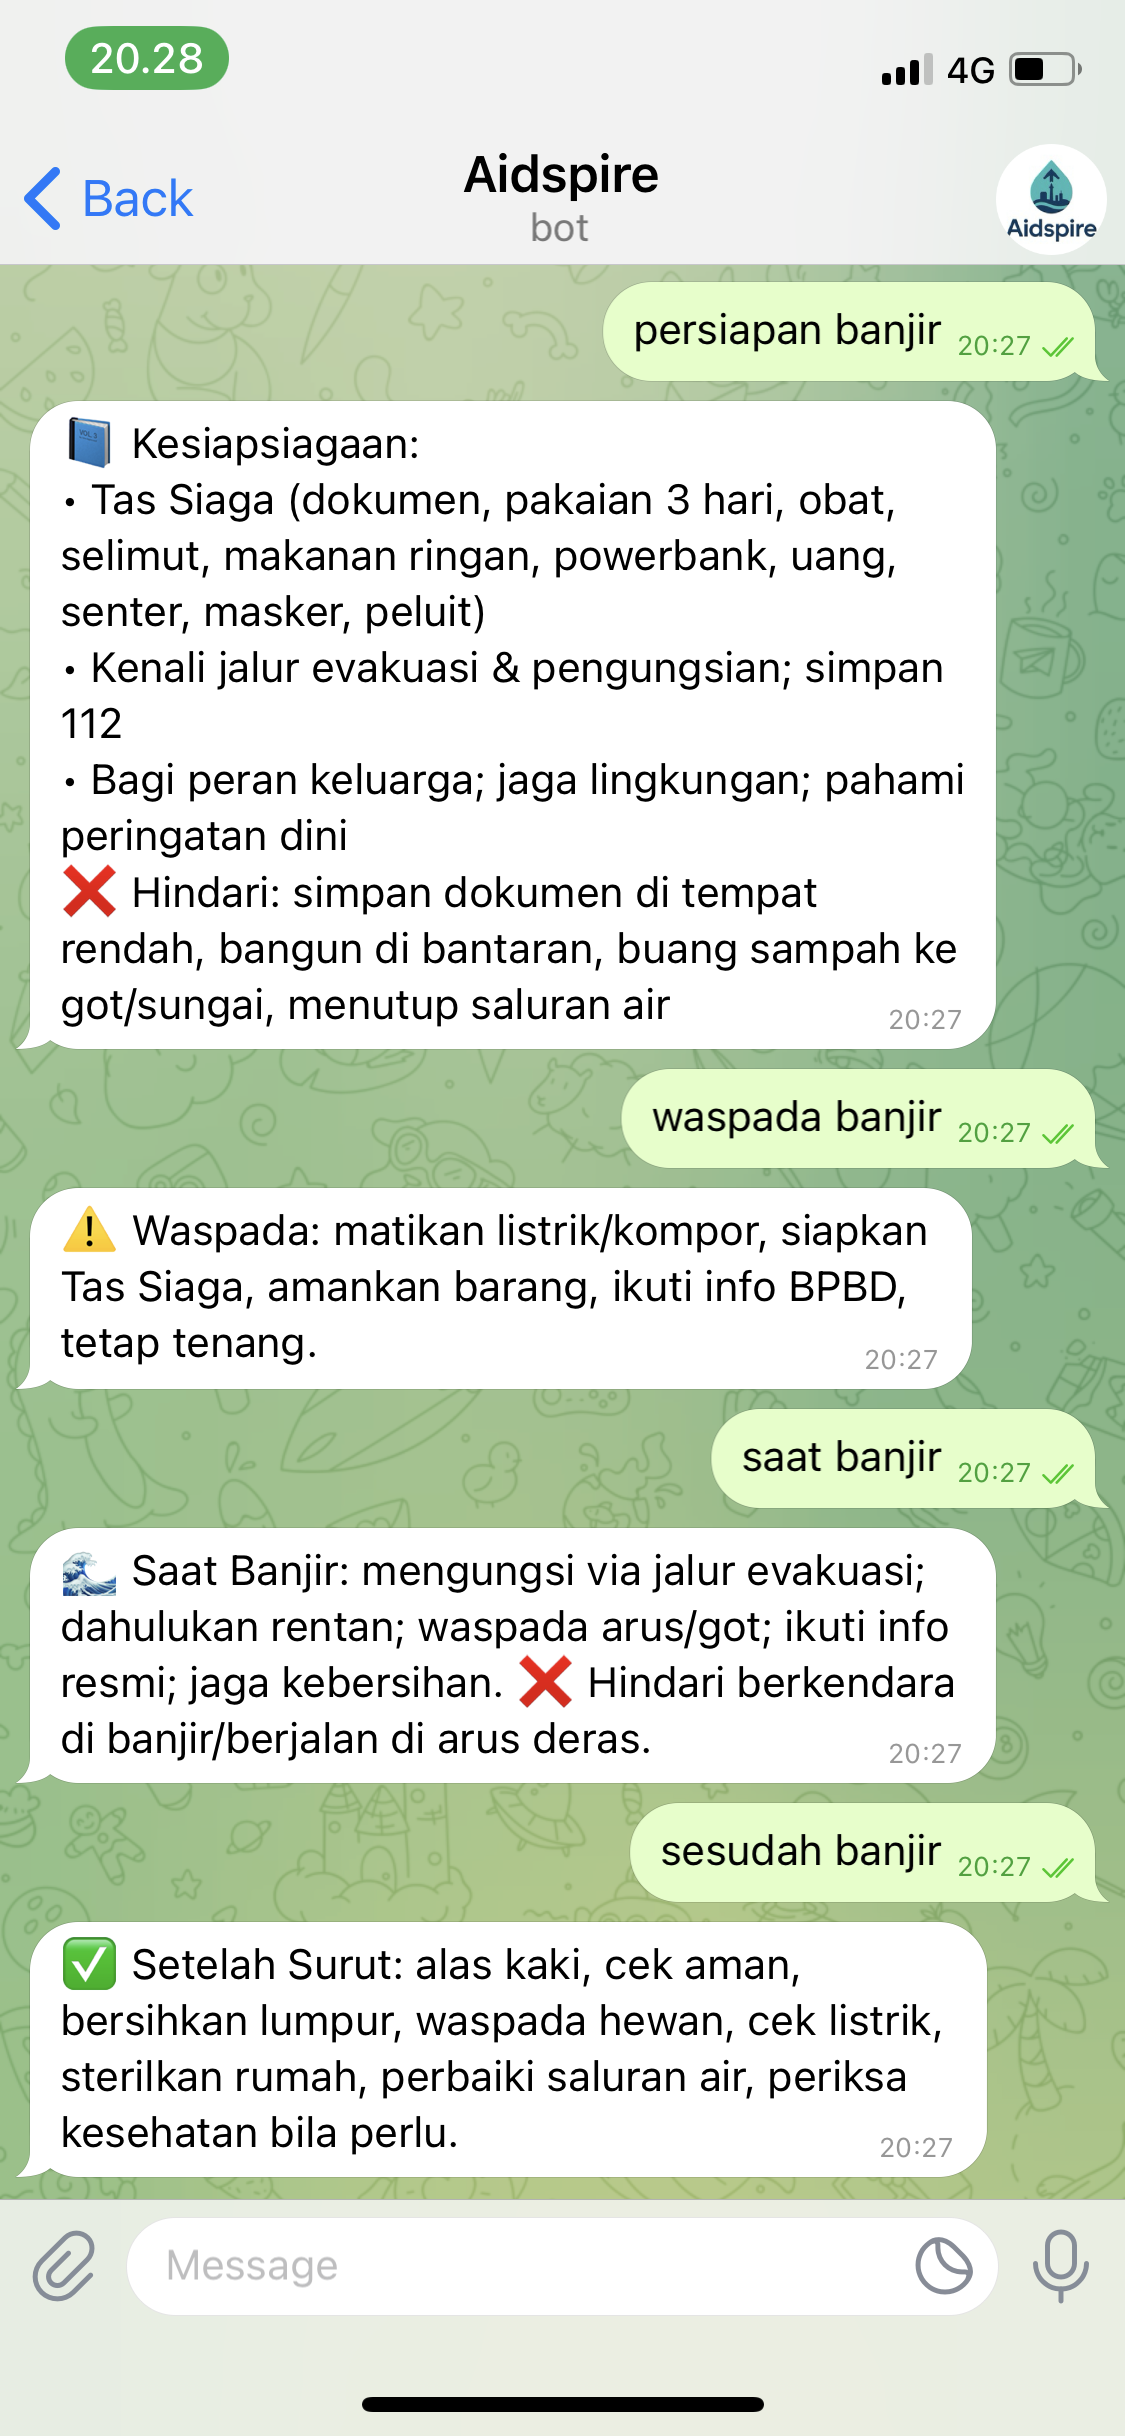 20.28
4G
Back
Aidspire
bot
Aidspire
persiapan banjir 20:27
📘 Kesiapsiagaan:
• Tas Siaga (dokumen, pakaian 3 hari, obat,
selimut, makanan ringan, powerbank, uang,
senter, masker, peluit)
• Kenali jalur evakuasi & pengungsian; simpan
112
• Bagi peran keluarga; jaga lingkungan; pahami
peringatan dini
❌ Hindari: simpan dokumen di tempat
rendah, bangun di bantaran, buang sampah ke
got/sungai, menutup saluran air
20:27
waspada banjir 20:27
⚠️ Waspada: matikan listrik/kompor, siapkan
Tas Siaga, amankan barang, ikuti info BPBD,
tetap tenang.
20:27
saat banjir 20:27
🌊 Saat Banjir: mengungsi via jalur evakuasi;
dahulukan rentan; waspada arus/got; ikuti info
resmi; jaga kebersihan. ❌ Hindari berkendara
di banjir/berjalan di arus deras.
20:27
sesudah banjir 20:27
✅ Setelah Surut: alas kaki, cek aman,
bersihkan lumpur, waspada hewan, cek listrik,
sterilkan rumah, perbaiki saluran air, periksa
kesehatan bila perlu.
20:27
Message